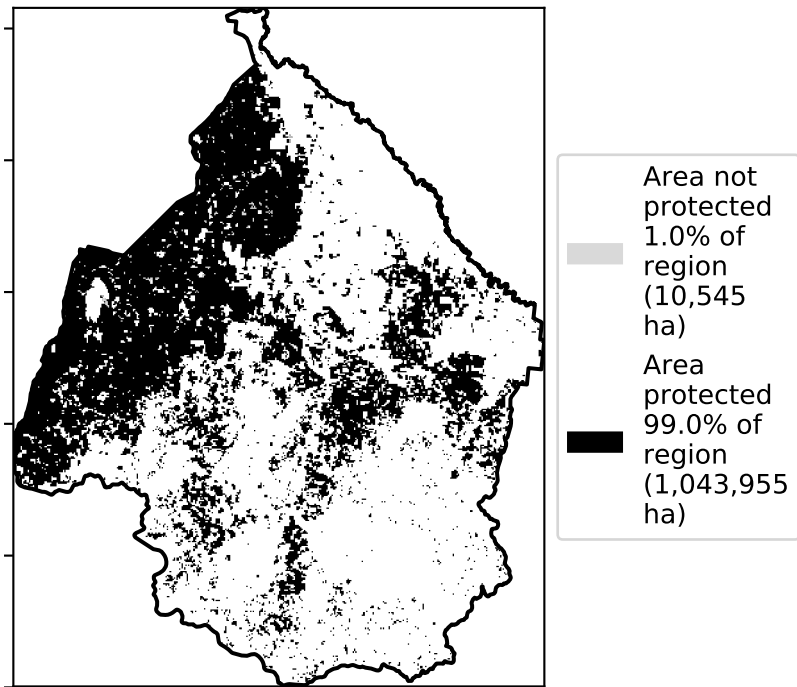 Area not
protected
1.0% of
region
(10,545
ha)
Area
protected
99.0% of
region
(1,043,955
ha)